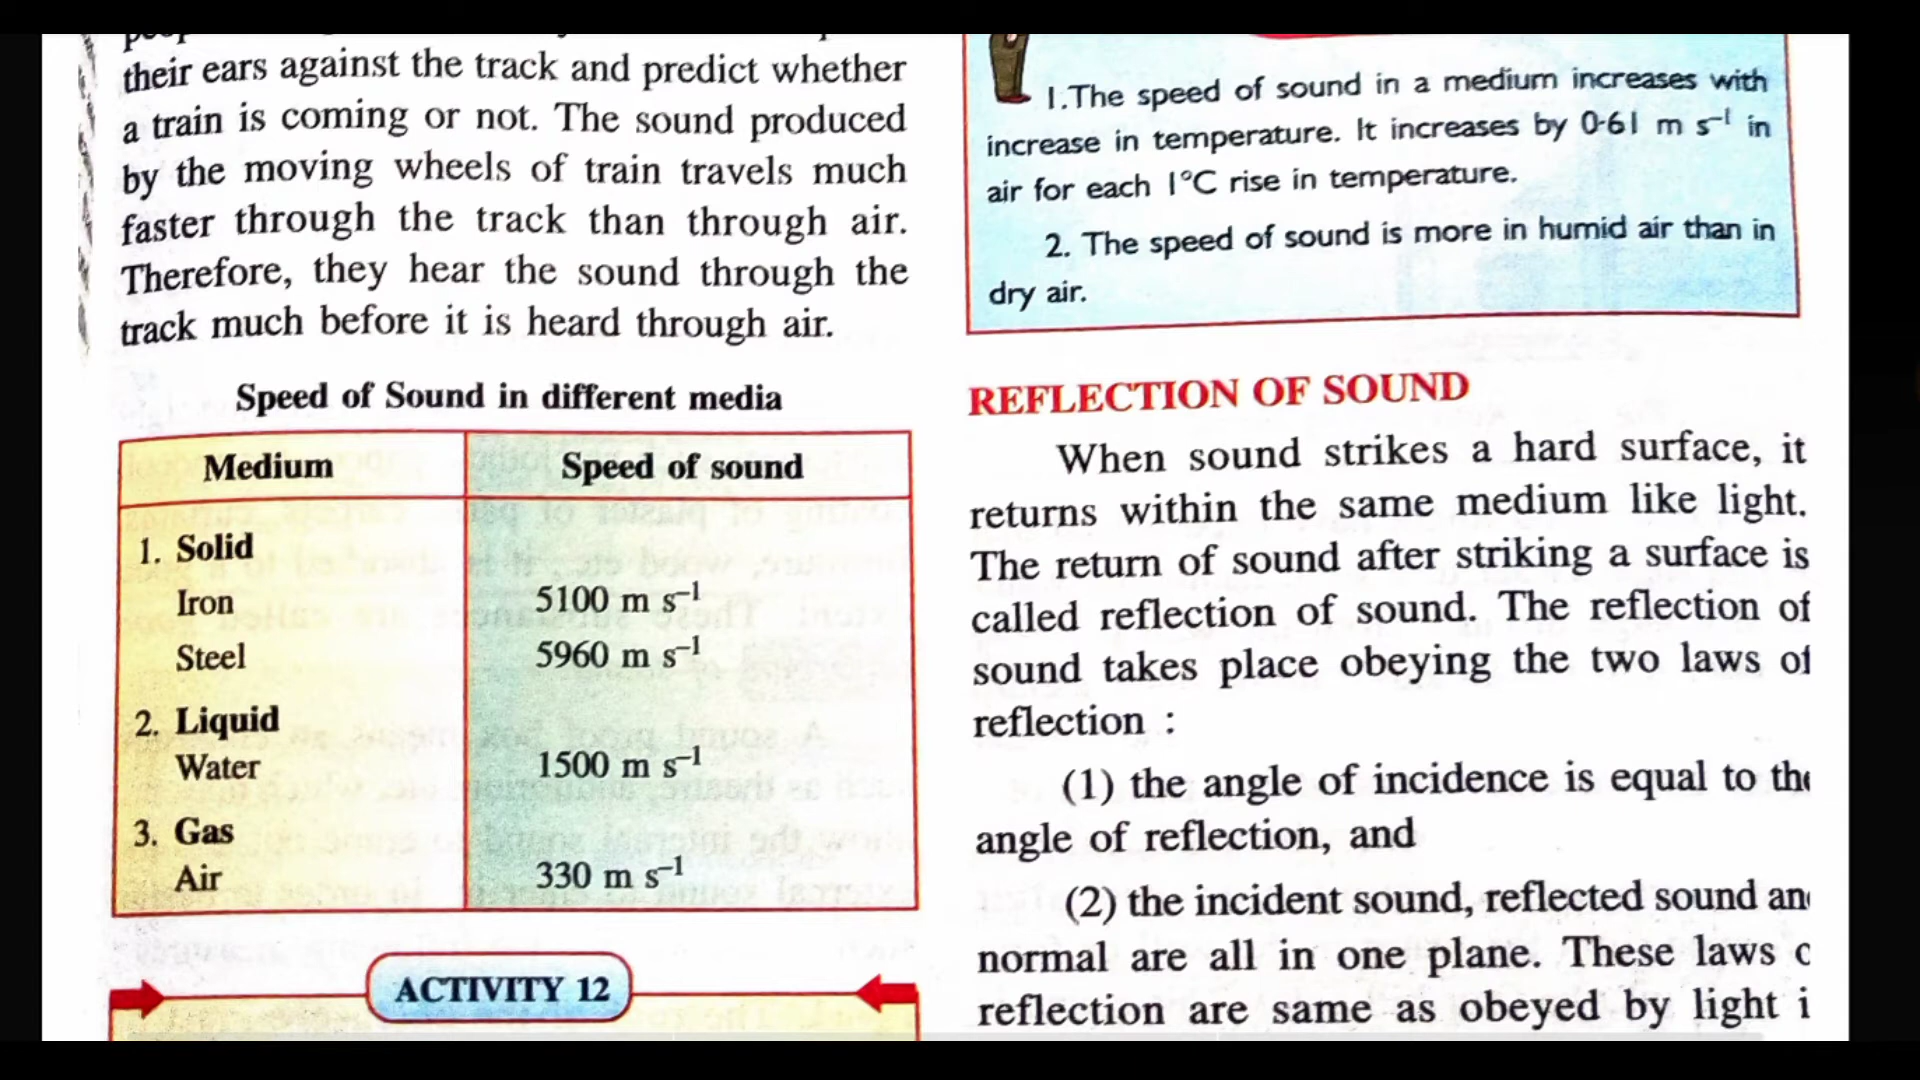 their ears against the track and predict whether
a train is coming or not. The sound produced
by the moving wheels of train travels much
faster through the track than through air.
Therefore, they hear the sound through the
track much before it is heard through air.
Speed of Sound in different media
Medium Speed of sound
1. Solid
Iron 5100 m s⁻¹
Steel 5960 m s⁻¹
2. Liquid
Water 1500 m s⁻¹
3. Gas
Air 330 m s⁻¹
ACTIVITY 12
1.The speed of sound in a medium increases with
increase in temperature. It increases by 0·61 m s⁻¹ in
air for each 1°C rise in temperature.
2. The speed of sound is more in humid air than in
dry air.
REFLECTION OF SOUND
When sound strikes a hard surface, it
returns within the same medium like light.
The return of sound after striking a surface is
called reflection of sound. The reflection of
sound takes place obeying the two laws of
reflection :
(1) the angle of incidence is equal to the
angle of reflection, and
(2) the incident sound, reflected sound an
normal are all in one plane. These laws
reflection are same as obeyed by light i